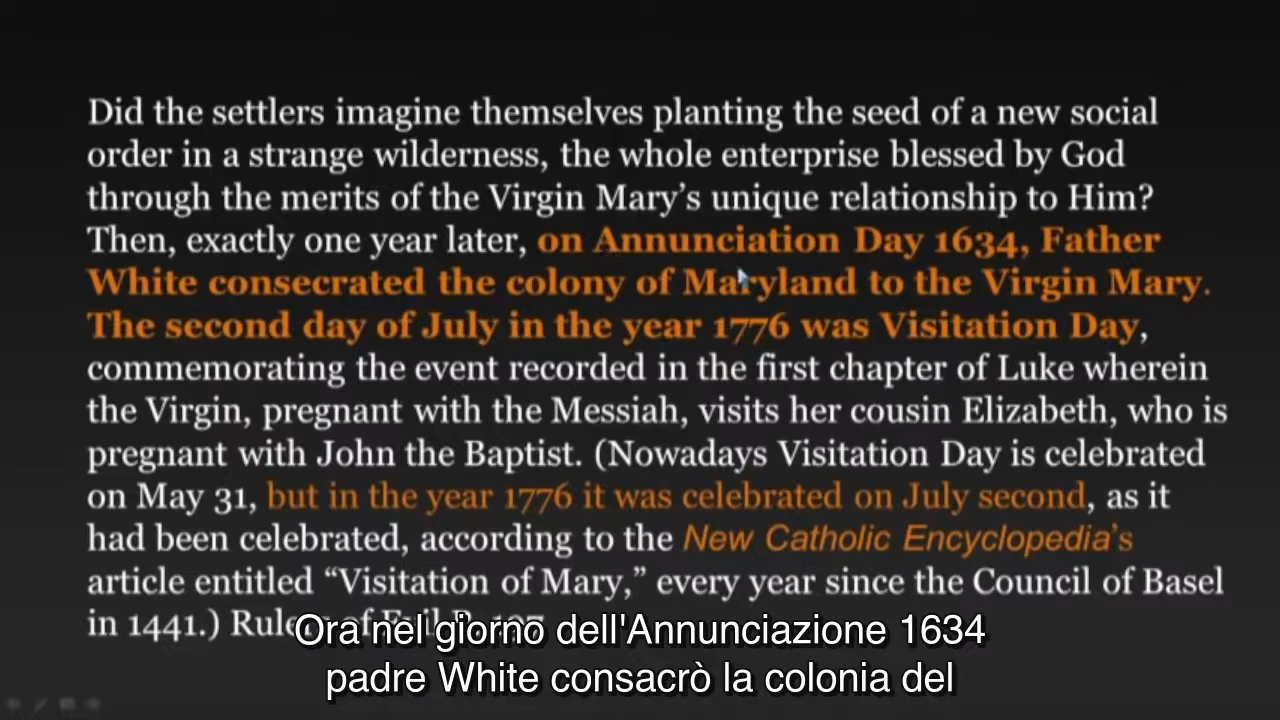 Did the settlers imagine themselves planting the seed of a new social
order in a strange wilderness, the whole enterprise blessed by God
through the merits of the Virgin Mary’s unique relationship to Him?
Then, exactly one year later, on Annunciation Day 1634, Father
White consecrated the colony of Maryland to the Virgin Mary.
The second day of July in the year 1776 was Visitation Day,
commemorating the event recorded in the first chapter of Luke wherein
the Virgin, pregnant with the Messiah, visits her cousin Elizabeth, who is
pregnant with John the Baptist. (Nowadays Visitation Day is celebrated
on May 31, but in the year 1776 it was celebrated on July second, as it
had been celebrated, according to the New Catholic Encyclopedia’s
article entitled “Visitation of Mary,” every year since the Council of Basel
in 1441.)
Ora nel giorno dell'Annunciazione 1634
padre White consacrò la colonia del